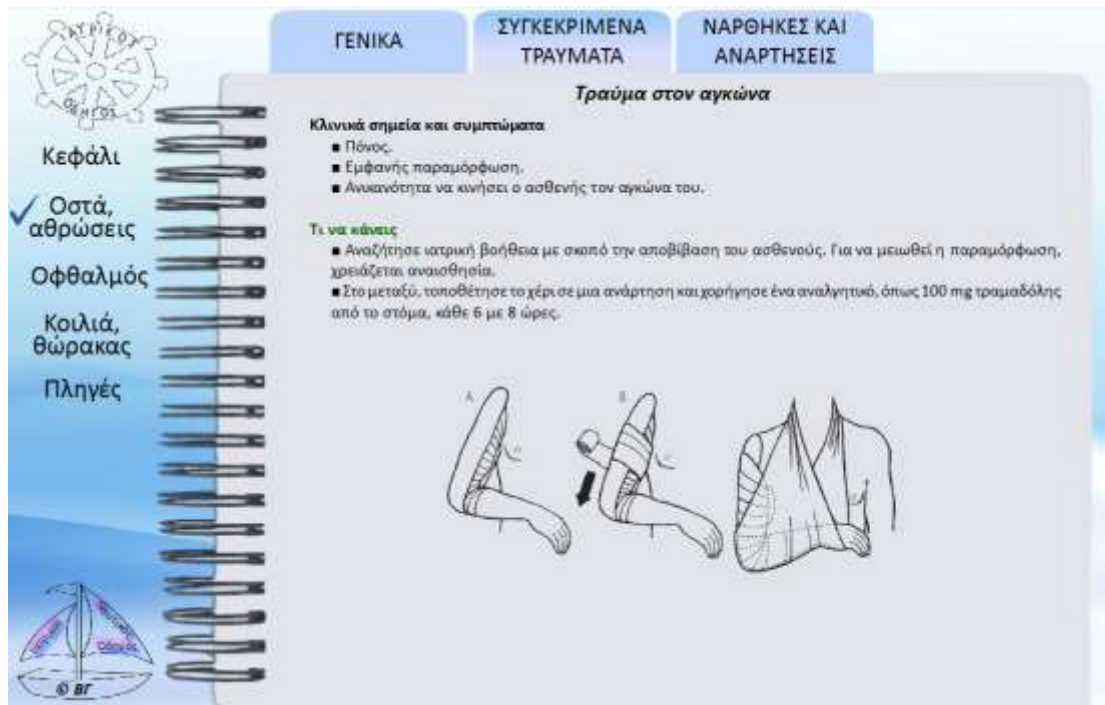 ΙΑΤΡΙΚΟΣ
ΟΔΗΓΟΣ
ΓΕΝΙΚΑ
ΣΥΓΚΕΚΡΙΜΕΝΑ
ΤΡΑΥΜΑΤΑ
ΝΑΡΘΗΚΕΣ ΚΑΙ
ΑΝΑΡΤΗΣΕΙΣ
Κεφάλι
Οστά,
αθρώσεις
Οφθαλμός
Κοιλιά,
θώρακας
Πληγές
Τραύμα στον αγκώνα
Κλινικά σημεία και συμπτώματα
■ Πόνος.
■ Εμφανής παραμόρφωση.
■ Ανικανότητα να κινήσει ο ασθενής τον αγκώνα του.
Τι να κάνεις
■ Αναζήτησε ιατρική βοήθεια με σκοπό την αποβίβαση του ασθενούς. Για να μειωθεί η παραμόρφωση,
χρειάζεται αναισθησία.
■ Στο μεταξύ, τοποθέτησε το χέρι σε μια ανάρτηση και χορήγησε ένα αναλγητικό, όπως 100 mg τραμαδόλης
από το στόμα, κάθε 6 με 8 ώρες.
A.
B.
Οδηγός
© ΒΓ